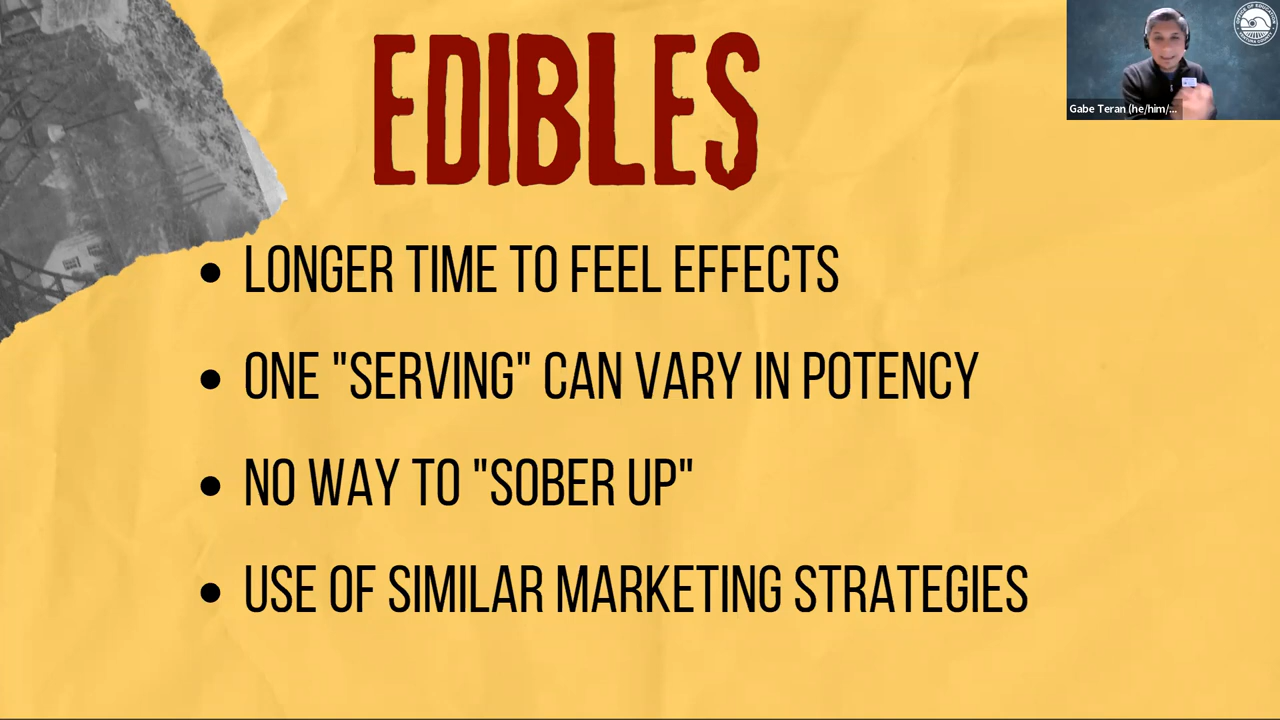 EDIBLES
Gabe Teran (he/him/...
LONGER TIME TO FEEL EFFECTS
ONE "SERVING" CAN VARY IN POTENCY
NO WAY TO "SOBER UP"
USE OF SIMILAR MARKETING STRATEGIES